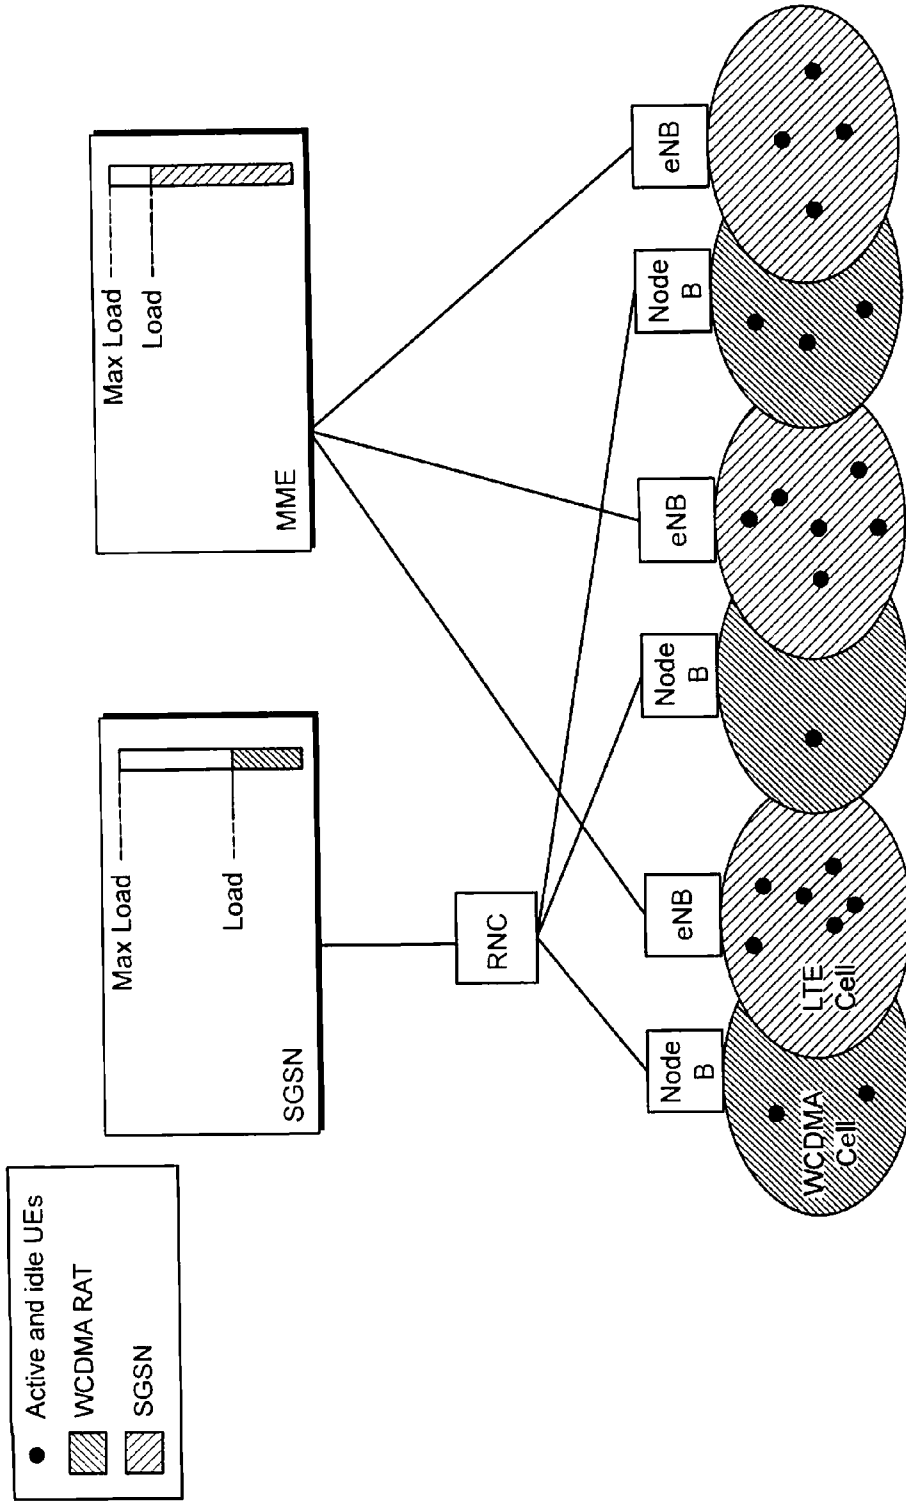 Active and idle UEs
WCDMA RAT
SGSN
Max Load
Load
SGSN
Max Load
Load
MME
RNC
Node
B
eNB
Node
B
eNB
Node
B
eNB
WCDMA
Cell
LTE
Cell